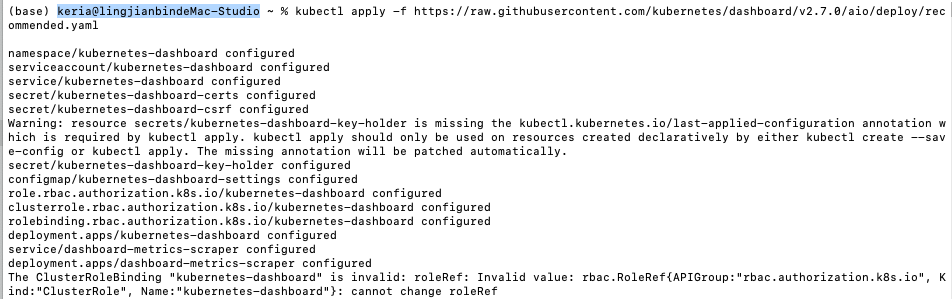 (base) keria@lingjianbindeMac-Studio ~ % kubectl apply -f https://raw.githubusercontent.com/kubernetes/dashboard/v2.7.0/aio/deploy/rec
ommended.yaml
namespace/kubernetes-dashboard configured
serviceaccount/kubernetes-dashboard configured
service/kubernetes-dashboard configured
secret/kubernetes-dashboard-certs configured
secret/kubernetes-dashboard-csrf configured
Warning: resource secrets/kubernetes-dashboard-key-holder is missing the kubectl.kubernetes.io/last-applied-configuration annotation w
hich is required by kubectl apply. kubectl apply should only be used on resources created declaratively by either kubectl create --sav
e-config or kubectl apply. The missing annotation will be patched automatically.
secret/kubernetes-dashboard-key-holder configured
configmap/kubernetes-dashboard-settings configured
role.rbac.authorization.k8s.io/kubernetes-dashboard configured
clusterrole.rbac.authorization.k8s.io/kubernetes-dashboard configured
rolebinding.rbac.authorization.k8s.io/kubernetes-dashboard configured
deployment.apps/kubernetes-dashboard configured
service/dashboard-metrics-scraper configured
deployment.apps/dashboard-metrics-scraper configured
The ClusterRoleBinding "kubernetes-dashboard" is invalid: roleRef: Invalid value: rbac.RoleRef{APIGroup:"rbac.authorization.k8s.io", K
ind:"ClusterRole", Name:"kubernetes-dashboard"}: cannot change roleRef